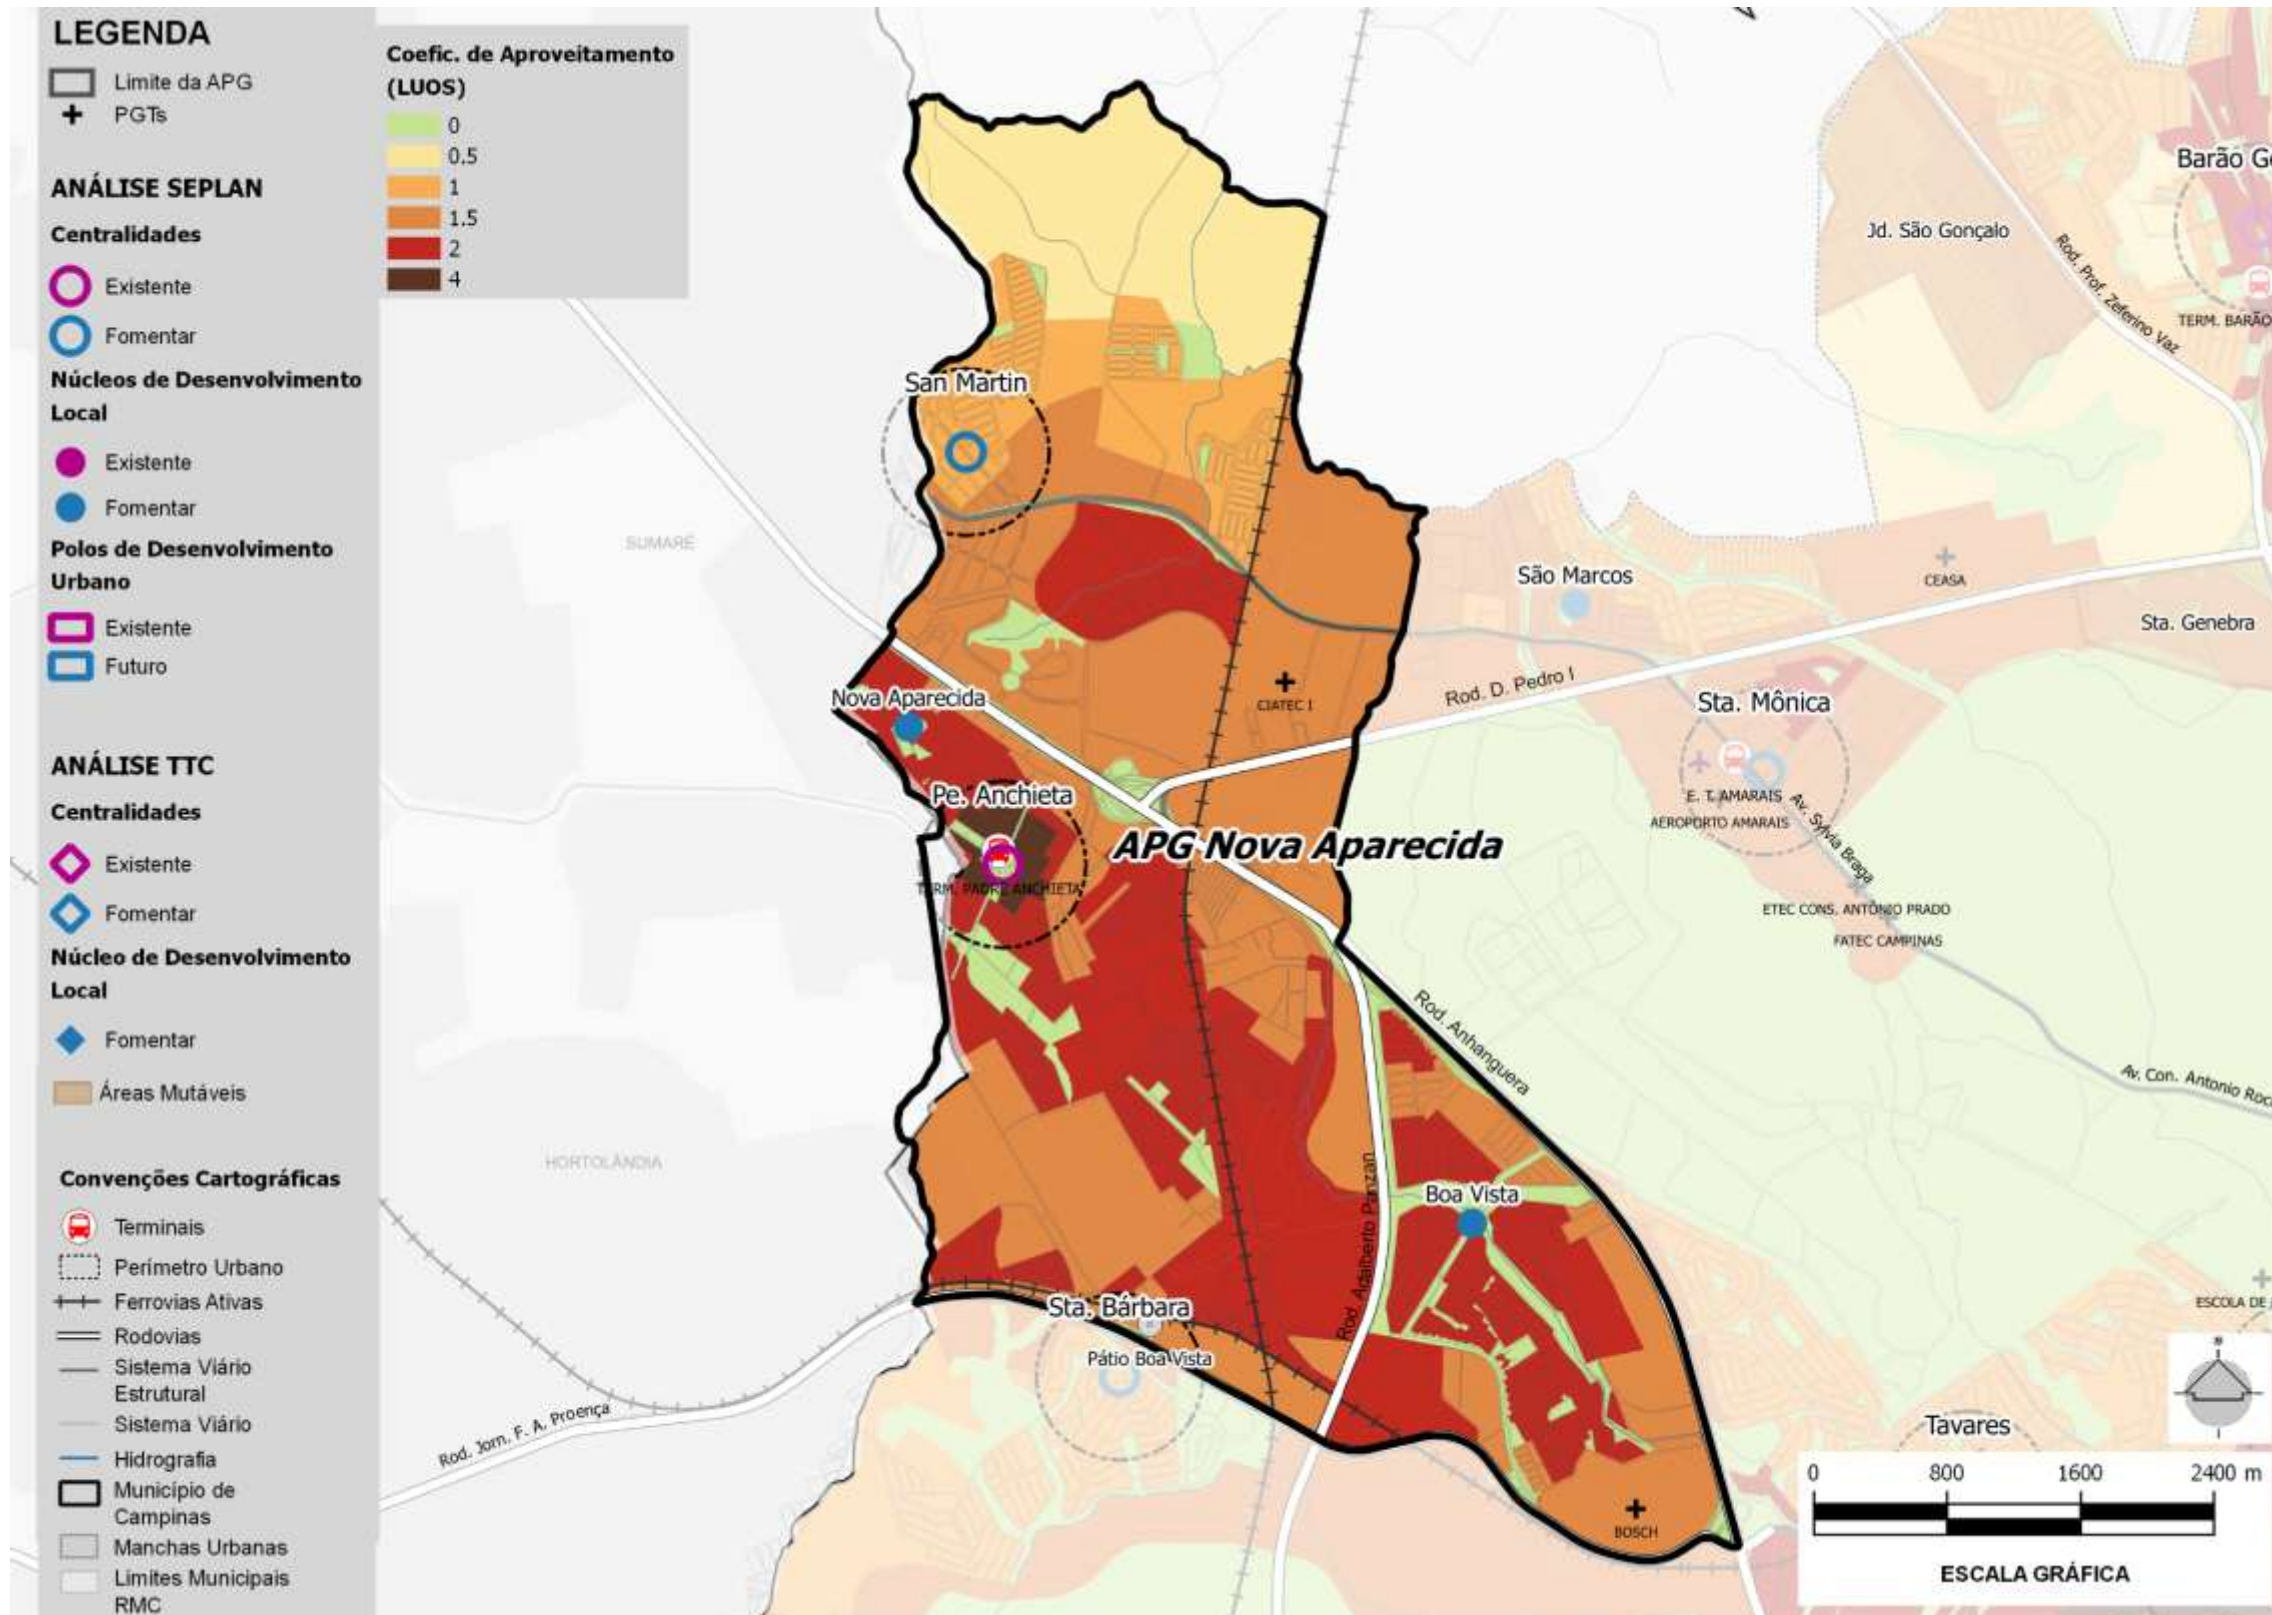 LEGENDA
Limite da APG
PGTs
ANÁLISE SEPLAN
Centralidades
Existente
Fomentar
Núcleos de Desenvolvimento
Local
Existente
Fomentar
Polos de Desenvolvimento
Urbano
Existente
Futuro
ANÁLISE TTC
Centralidades
Existente
Fomentar
Núcleo de Desenvolvimento
Local
Fomentar
Áreas Mutáveis
Convenções Cartográficas
Terminais
Perímetro Urbano
Ferrovias Ativas
Rodovias
Sistema Viário
Estrutural
Sistema Viário
Hidrografia
Município de
Campinas
Manchas Urbanas
Limites Municipais
RMC
Coefic. de Aproveitamento
(LUOS)
0
0.5
1
1.5
2
4
Barão
Jd. São Gonçalo
Rod. Prof. Zeferino Vaz
TERM. BARÃO
San Martin
SUMARÉ
São Marcos
CEASA
Sta. Genebra
Nova Aparecida
CIATEC I
Rod. D. Pedro I
Sta. Mônica
Pe. Anchieta
E. T. AMARAIS
AEROPORTO AMARAIS
Av. Sylvia Braga
APG Nova Aparecida
TERM. PADRE ANCHIETA
ETEC CONS. ANTÔNIO PRADO
FATEC CAMPINAS
Rod. Anhanguera
Av. Con. Antonio
HORTOLÂNDIA
Rod. Adalberto Panzan
Boa Vista
Sta. Bárbara
Pátio Boa Vista
ESCOLA DE
Rod. Jorn. F. A. Proença
Tavares
BOSCH
0 800 1600 2400 m
ESCALA GRÁFICA